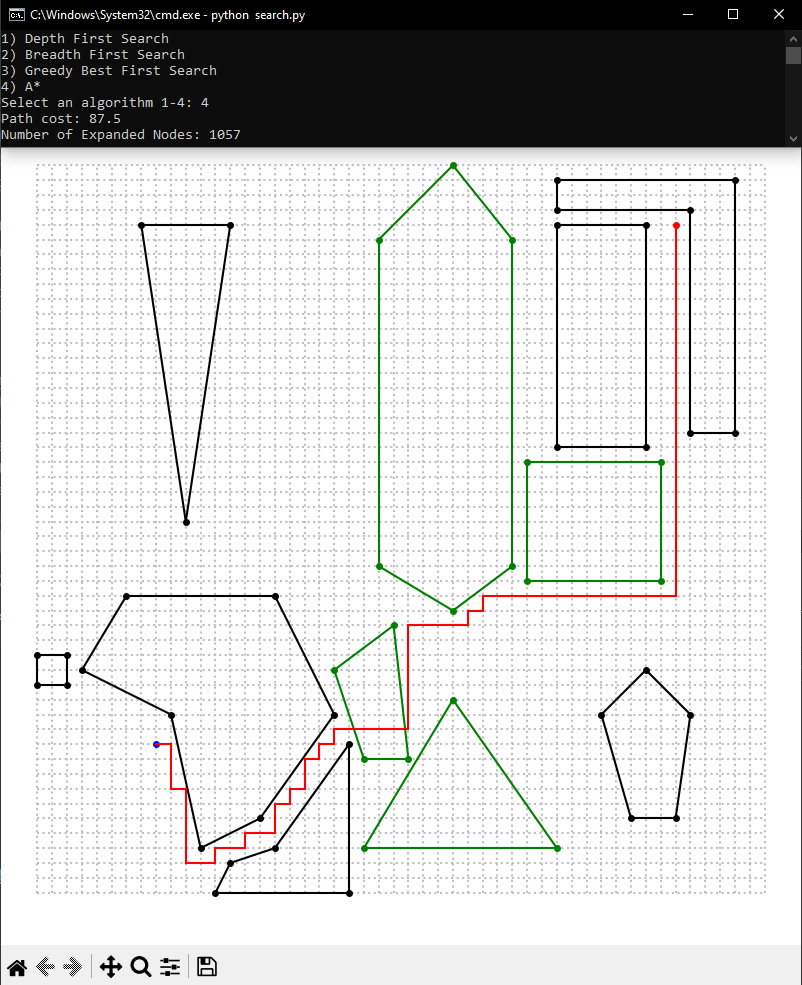 C:\Windows\System32\cmd.exe - python  search.py
1) Depth First Search
2) Breadth First Search
3) Greedy Best First Search
4) A*
Select an algorithm 1-4: 4
Path cost: 87.5
Number of Expanded Nodes: 1057